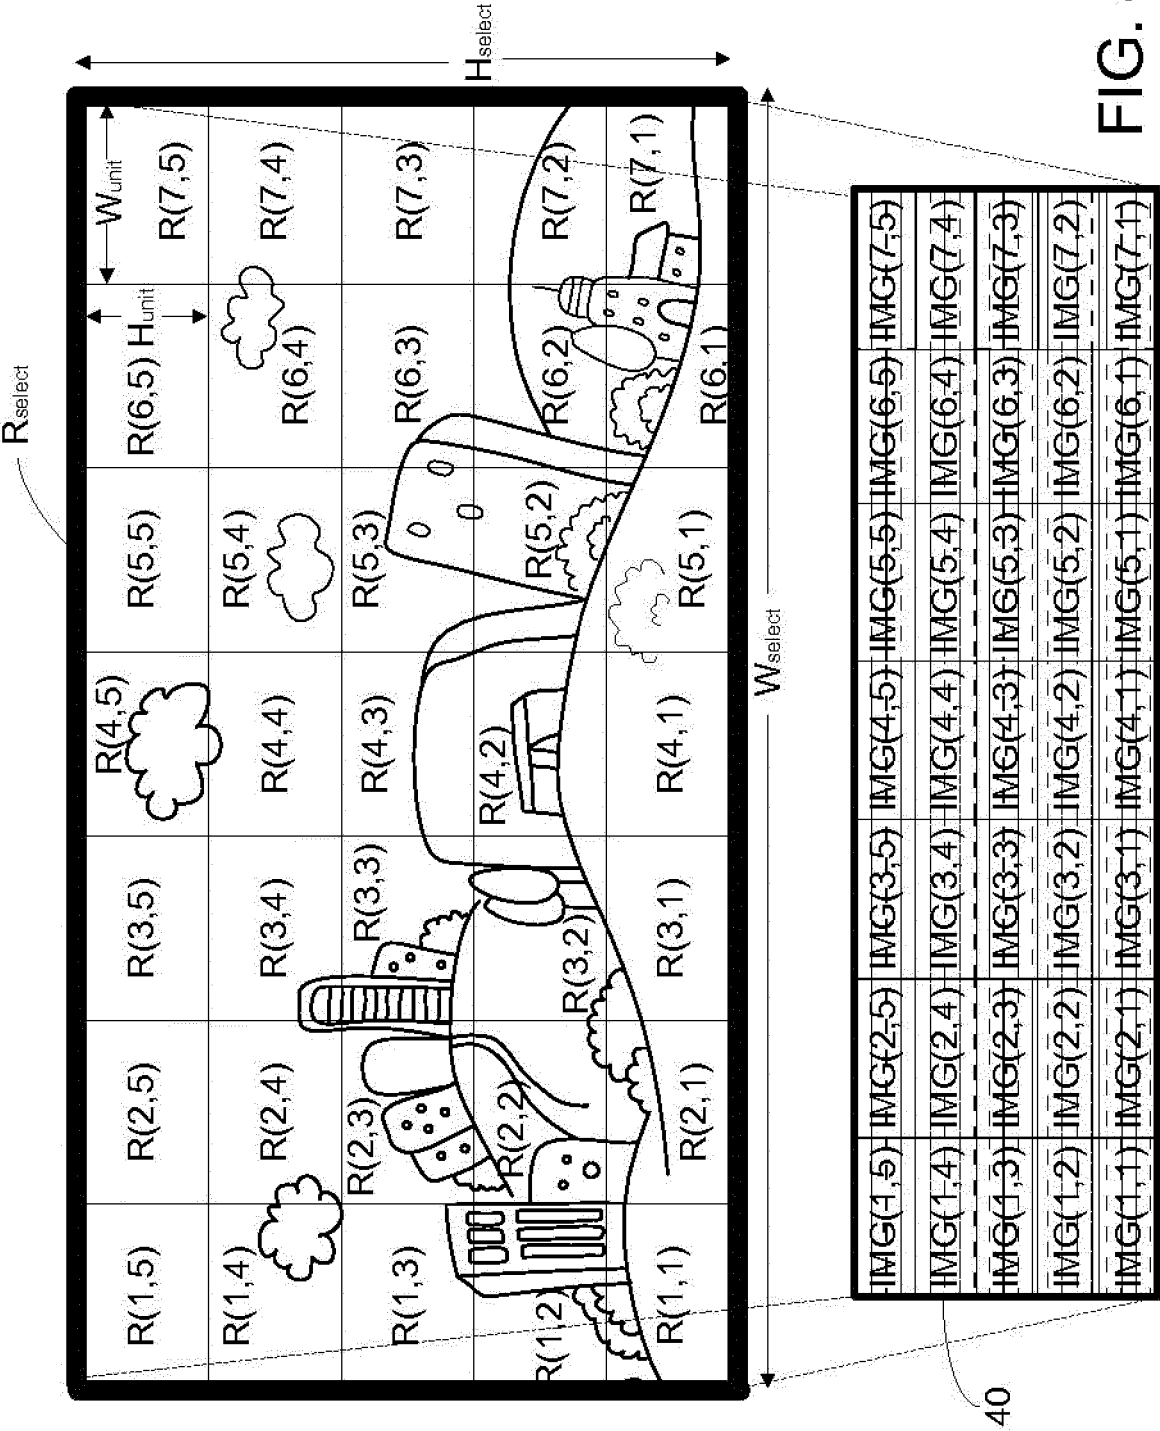 Rselect
Hselect
Wunit
Hunit
R(1,5) R(2,5) R(3,5) R(4,5) R(5,5) R(6,5) R(7,5)
R(1,4) R(2,4) R(3,4) R(4,4) R(5,4) R(6,4) R(7,4)
R(1,3) R(2,3) R(3,3) R(4,3) R(5,3) R(6,3) R(7,3)
R(1,2) R(2,2) R(3,2) R(4,2) R(5,2) R(6,2) R(7,2)
R(1,1) R(2,1) R(3,1) R(4,1) R(5,1) R(6,1) R(7,1)
Wselect
IMG(1,5) IMG(2,5) IMG(3,5) IMG(4,5) IMG(5,5) IMG(6,5) IMG(7,5)
IMG(1,4) IMG(2,4) IMG(3,4) IMG(4,4) IMG(5,4) IMG(6,4) IMG(7,4)
IMG(1,3) IMG(2,3) IMG(3,3) IMG(4,3) IMG(5,3) IMG(6,3) IMG(7,3)
IMG(1,2) IMG(2,2) IMG(3,2) IMG(4,2) IMG(5,2) IMG(6,2) IMG(7,2)
IMG(1,1) IMG(2,1) IMG(3,1) IMG(4,1) IMG(5,1) IMG(6,1) IMG(7,1)
40
FIG.